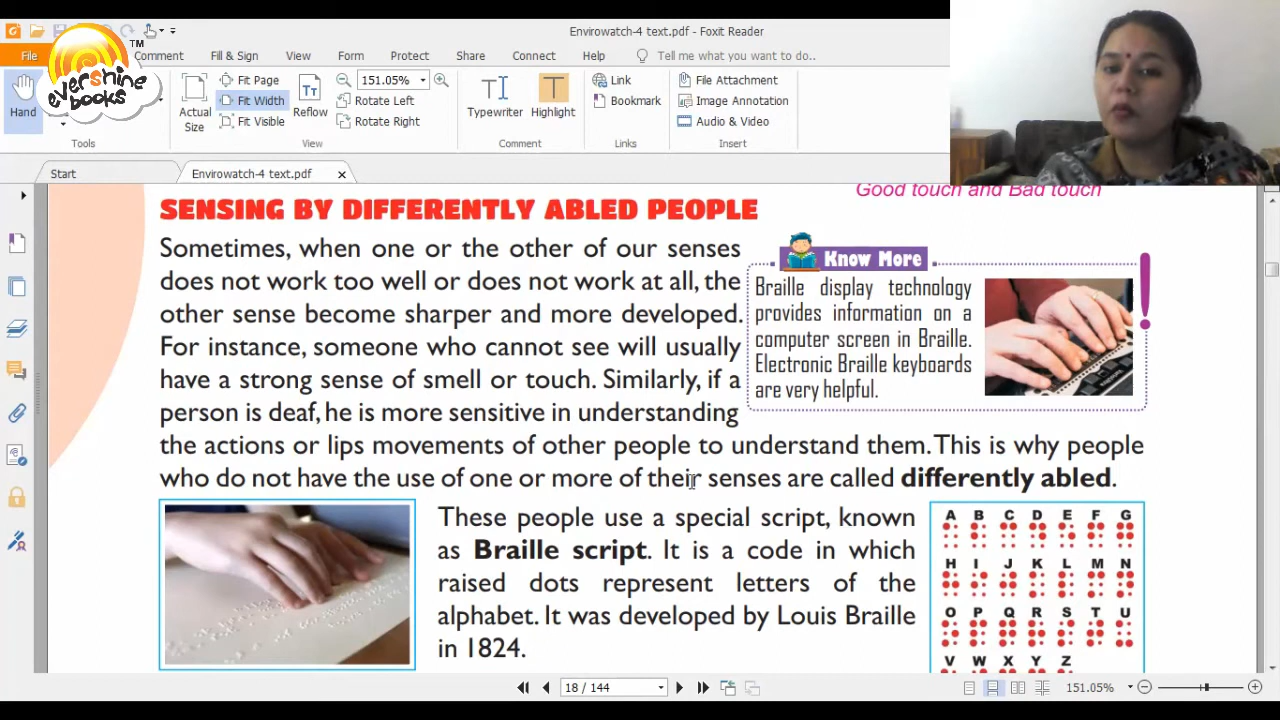 Envirowatch-4 text.pdf - Foxit Reader
TM
evershine
books
File
Comment
Fill & Sign
View
Form
Protect
Share
Connect
Help
Tell me what you want to do..
Hand
Actual
Size
Fit Page
Fit Width
Fit Visible
Reflow
151.05%
Rotate Left
Rotate Right
Typewriter
Highlight
Link
Bookmark
File Attachment
Image Annotation
Audio & Video
Tools
View
Comment
Links
Insert
Start
Envirowatch-4 text.pdf
Good touch and Bad touch
SENSING BY DIFFERENTLY ABLED PEOPLE
Sometimes, when one or the other of our senses
does not work too well or does not work at all, the
other sense become sharper and more developed.
For instance, someone who cannot see will usually
have a strong sense of smell or touch. Similarly, if a
person is deaf, he is more sensitive in understanding
the actions or lips movements of other people to understand them. This is why people
who do not have the use of one or more of their senses are called differently abled.
Know More
Braille display technology
provides information on a
computer screen in Braille.
Electronic Braille keyboards
are very helpful.
These people use a special script, known
as Braille script. It is a code in which
raised dots represent letters of the
alphabet. It was developed by Louis Braille
in 1824.
A B C D E F G
H I J K L M N
O P Q R S T U
V W X Y Z
18 / 144
151.05%